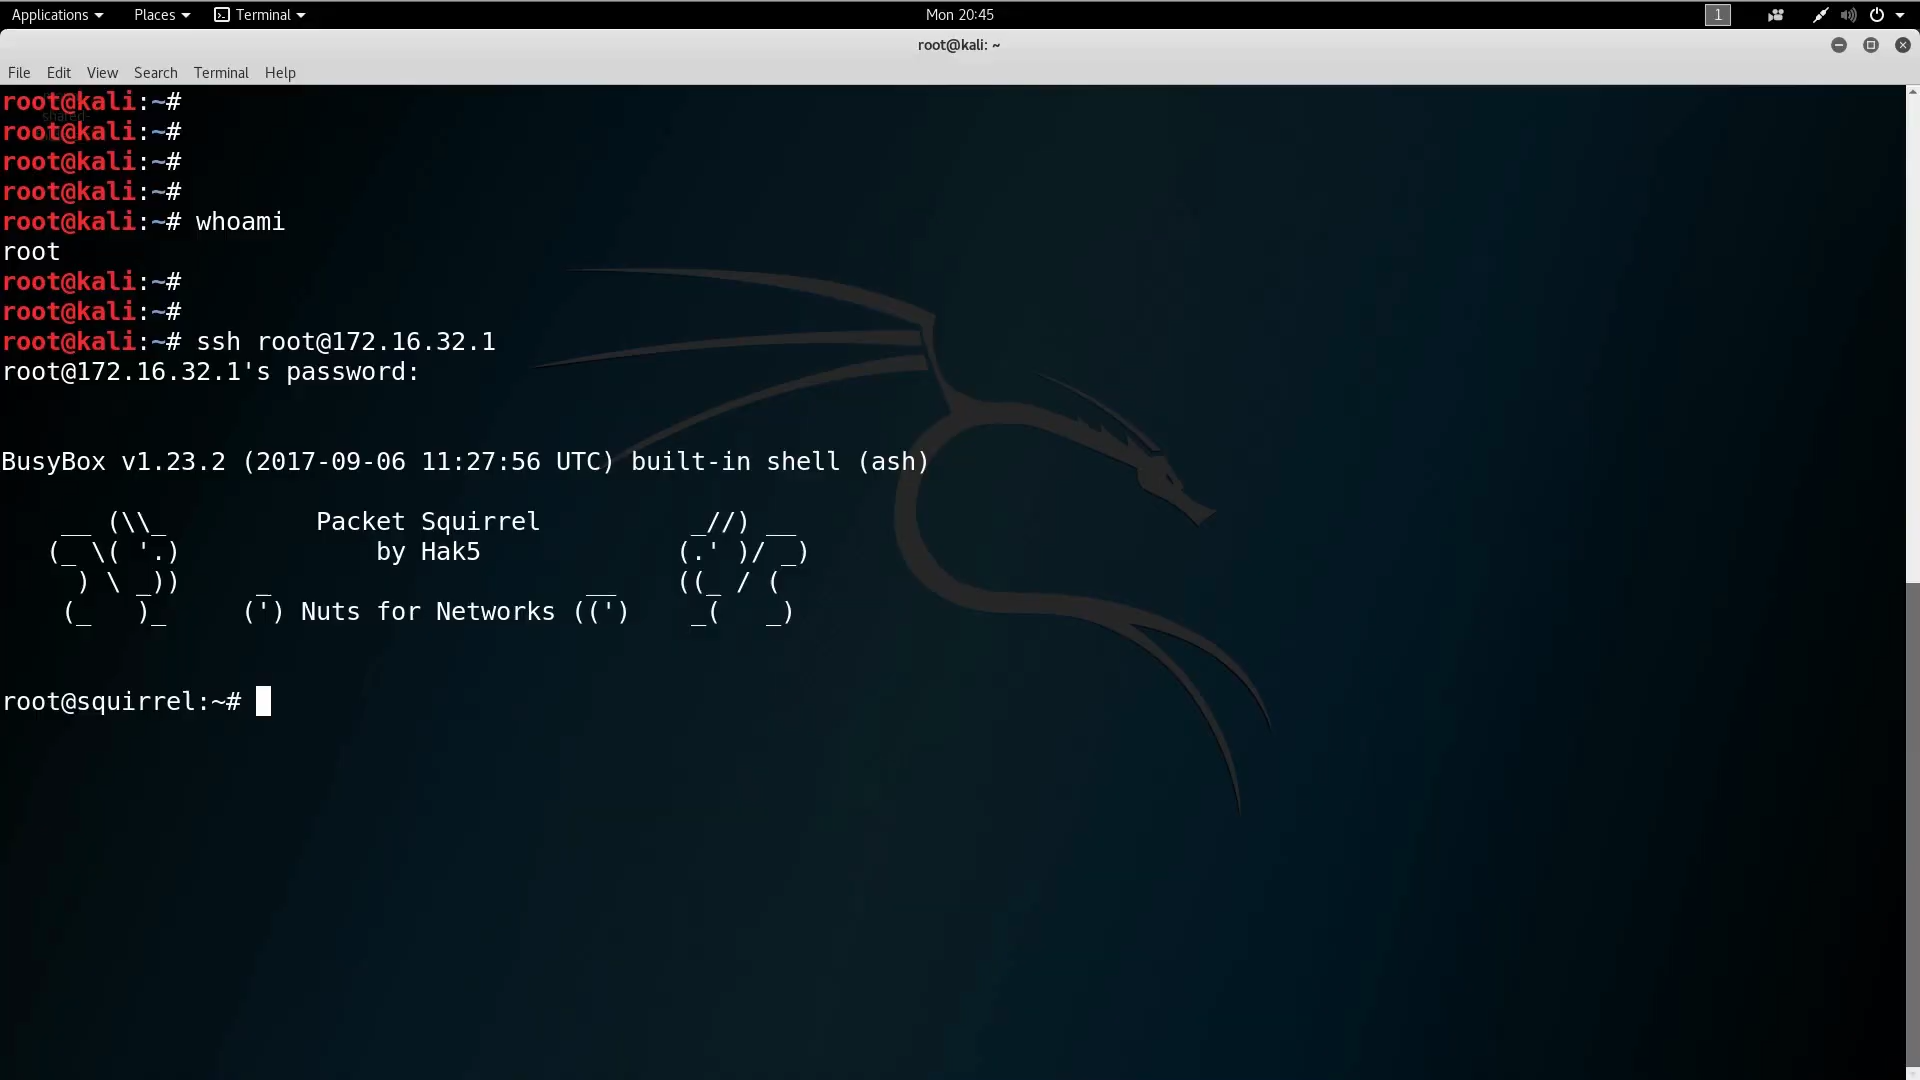 Applications Places Terminal Mon 20:45 1
root@kali: ~
File Edit View Search Terminal Help
root@kali:~#
shared-
root@kali:~#
root@kali:~#
root@kali:~#
root@kali:~# whoami
root
root@kali:~#
root@kali:~#
root@kali:~# ssh root@172.16.32.1
root@172.16.32.1's password:
BusyBox v1.23.2 (2017-09-06 11:27:56 UTC) built-in shell (ash)
   __ (\\_          Packet Squirrel          _//) __
  (_ \( '.)             by Hak5             (.' )/ _)
    ) \ _))     _                     __    ((_ / (
   (_   )_     (') Nuts for Networks ((')    _(   _)
root@squirrel:~#